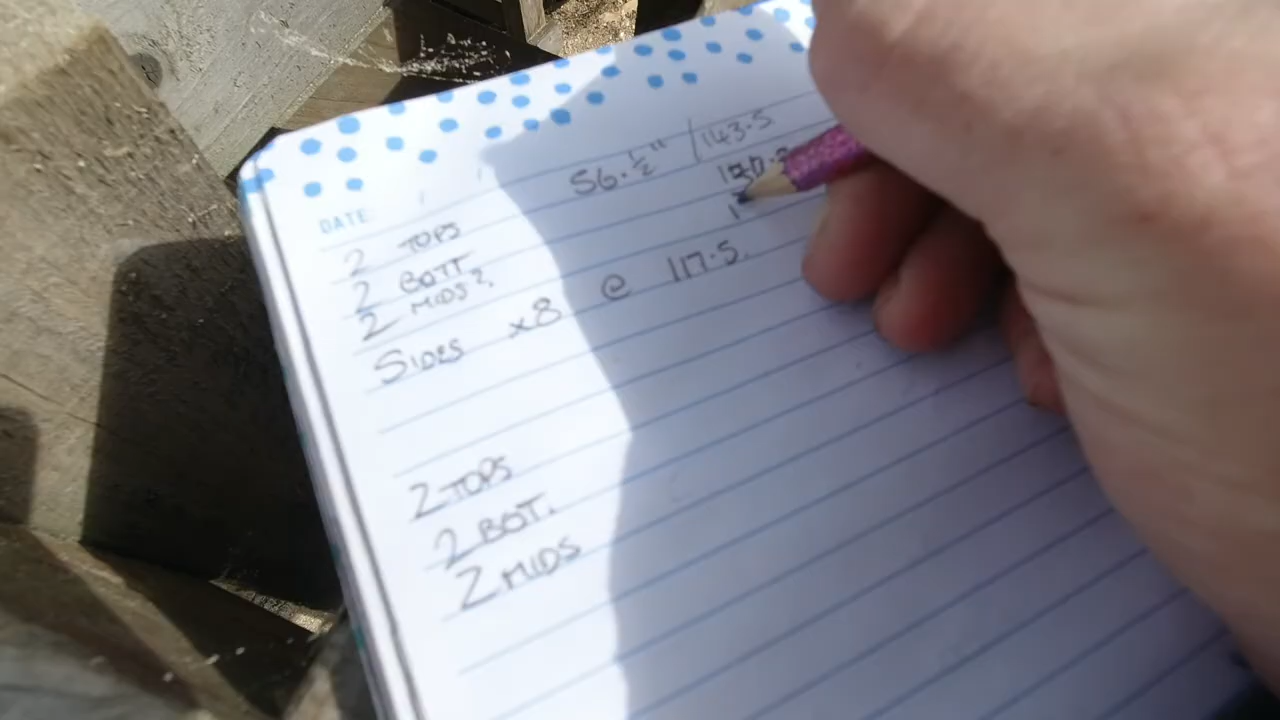 56.½" / 143.5
DATE:
2 TOPS
2 BOTT
2 MIDS?
SIDES x8 @ 117.5.
2 TOPS
2 BOT.
2 MIDS